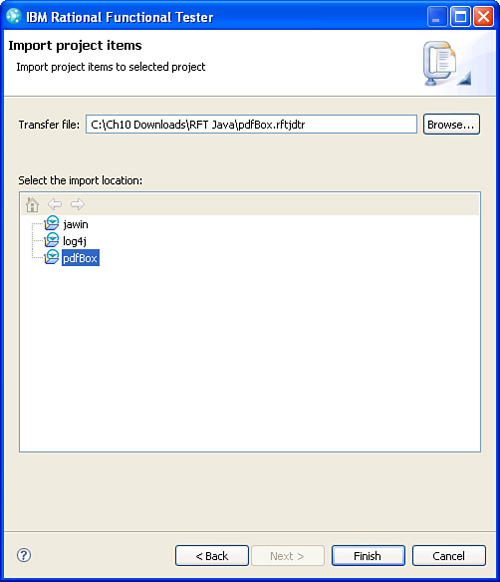 IBM Rational Functional Tester
Import project items
Import project items to selected project
Transfer file: C:\Ch10 Downloads\RFT Java\pdfBox.rftjdtr Browse...
Select the import location:
jawin
log4j
pdfBox
? < Back Next > Finish Cancel